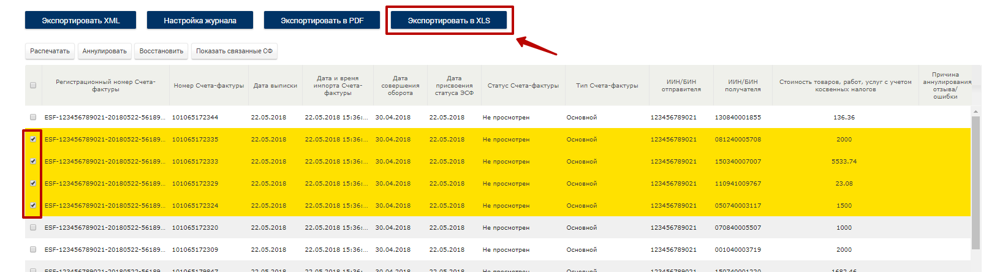 Экспортировать XML Настройка журнала Экспортировать в PDF Экспортировать в XLS
Распечатать Аннулировать Восстановить Показать связанные СФ
Регистрационный номер Счета-фактуры Номер Счета-фактуры Дата выписки Дата и время импорта Счета-фактуры Дата совершения оборота Дата присвоения статуса ЭСФ Статус Счета-фактуры Тип Счета-фактуры ИИН/БИН отправителя ИИН/БИН получателя Стоимость товаров, работ, услуг с учетом косвенных налогов Причина аннулирования отзыва/ошибки
ESF-123456789021-20180522-56189... 101065172344 22.05.2018 22.05.2018 15:36:... 30.04.2018 22.05.2018 Не просмотрен Основной 123456789021 130840001855 136.36
ESF-123456789021-20180522-56189... 101065172335 22.05.2018 22.05.2018 15:36:... 30.04.2018 22.05.2018 Не просмотрен Основной 123456789021 081240005708 2000
ESF-123456789021-20180522-56189... 101065172333 22.05.2018 22.05.2018 15:36:... 30.04.2018 22.05.2018 Не просмотрен Основной 123456789021 150340007007 5533.74
ESF-123456789021-20180522-56189... 101065172329 22.05.2018 22.05.2018 15:36:... 30.04.2018 22.05.2018 Не просмотрен Основной 123456789021 110941009767 23.08
ESF-123456789021-20180522-56189... 101065172324 22.05.2018 22.05.2018 15:36:... 30.04.2018 22.05.2018 Не просмотрен Основной 123456789021 050740003117 1500
ESF-123456789021-20180522-56189... 101065172320 22.05.2018 22.05.2018 15:36:... 30.04.2018 22.05.2018 Не просмотрен Основной 123456789021 070840005507 1000
ESF-123456789021-20180522-56189... 101065172309 22.05.2018 22.05.2018 15:36:... 30.04.2018 22.05.2018 Не просмотрен Основной 123456789021 001040003719 2000
ESF-123456789021-20180522-56189... 22.05.2018 22.05.2018 15:36:... 30.04.2018 22.05.2018 Не просмотрен Основной 123456789021